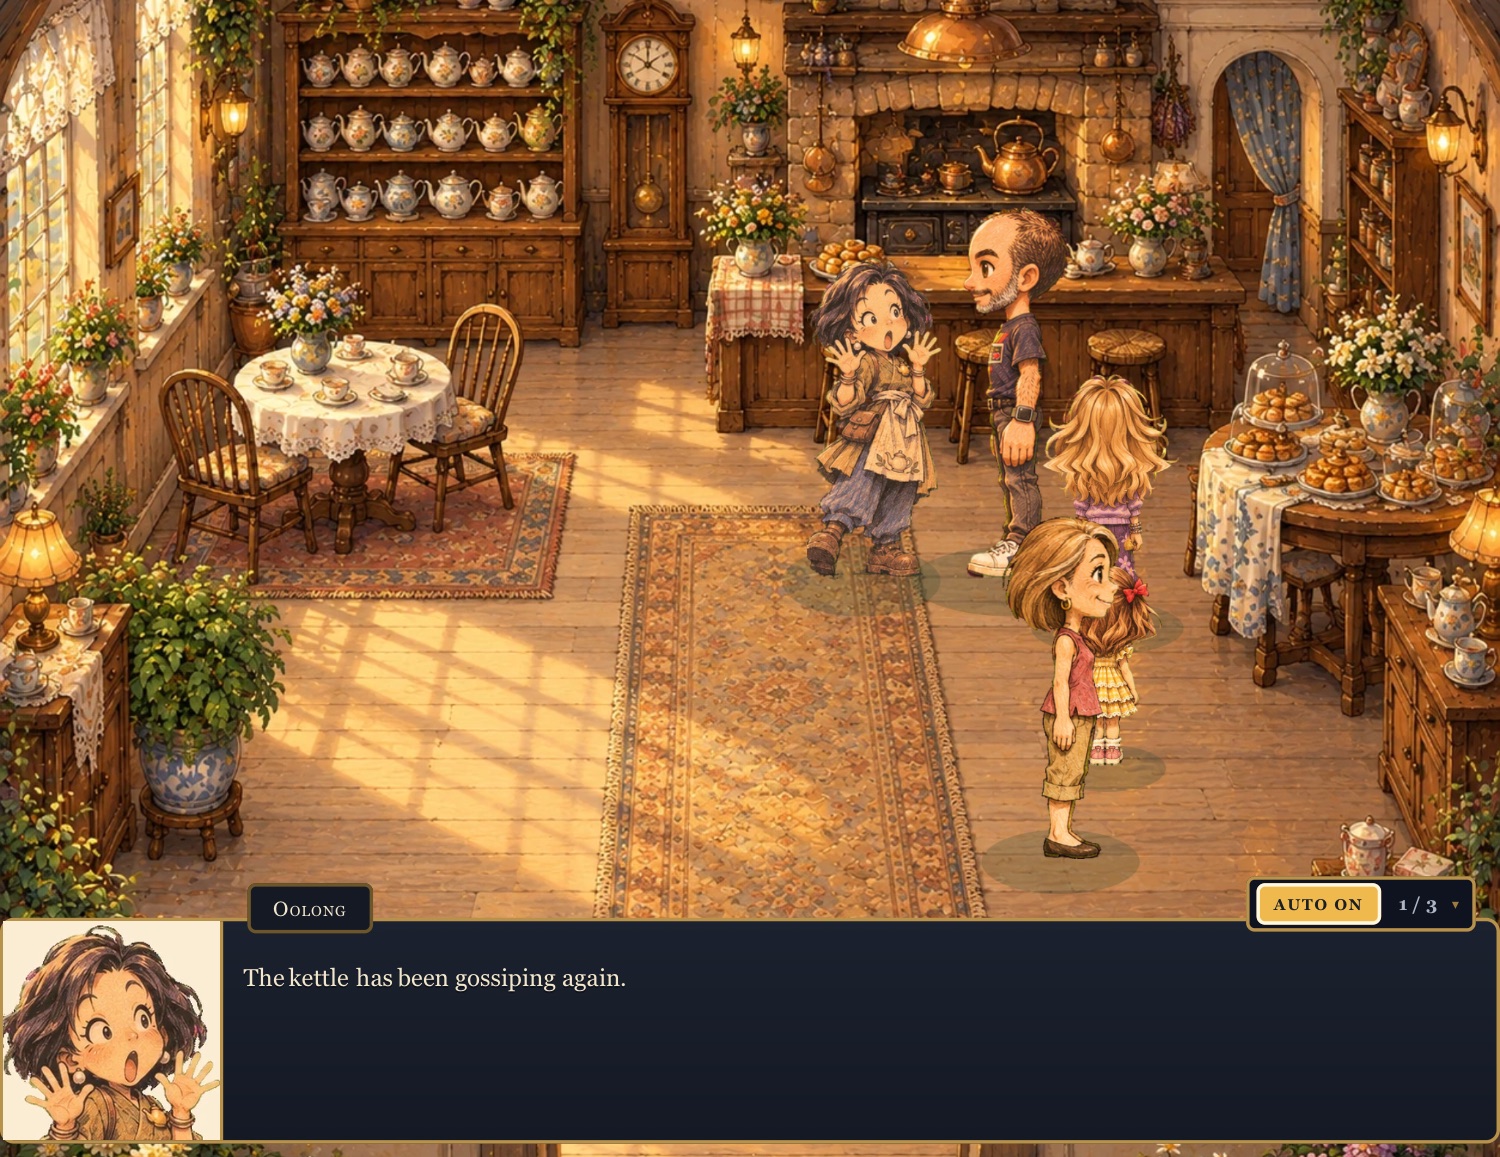 Oolong
AUTO ON 1 / 3 ▼
The kettle has been gossiping again.